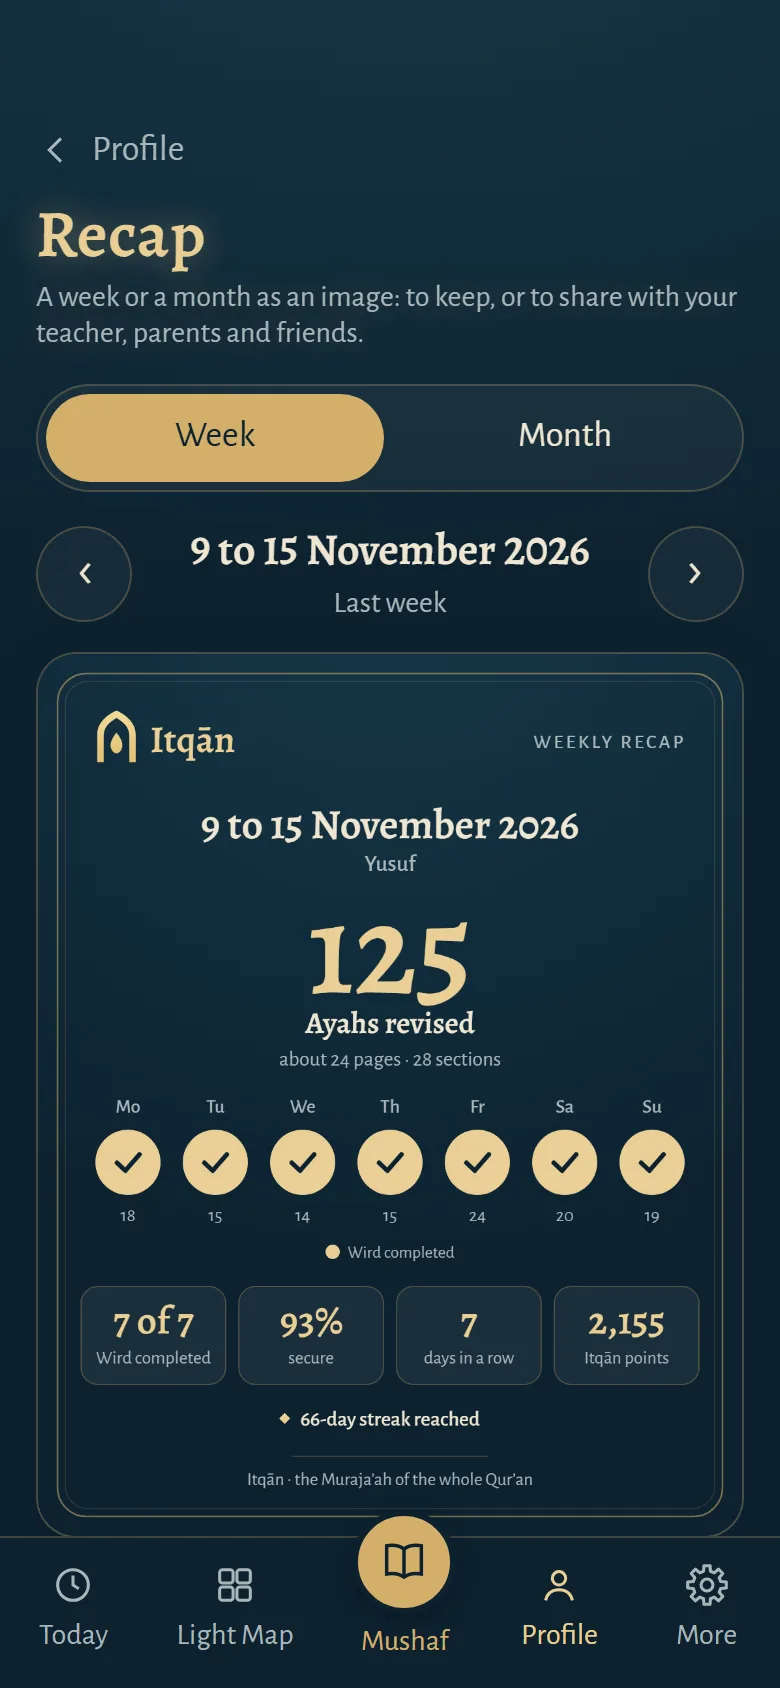 Profile
Recap
A week or a month as an image: to keep, or to share with your
teacher, parents and friends.
Week Month
9 to 15 November 2026
Last week
Itqān WEEKLY RECAP
9 to 15 November 2026
Yusuf
125
Ayahs revised
about 24 pages · 28 sections
Mo Tu We Th Fr Sa Su
18 15 14 15 24 20 19
Wird completed
7 of 7 93% 7 2,155
Wird completed secure days in a row Itqān points
66-day streak reached
Itqān · the Muraja’ah of the whole Qur’an
Today Light Map Mushaf Profile More